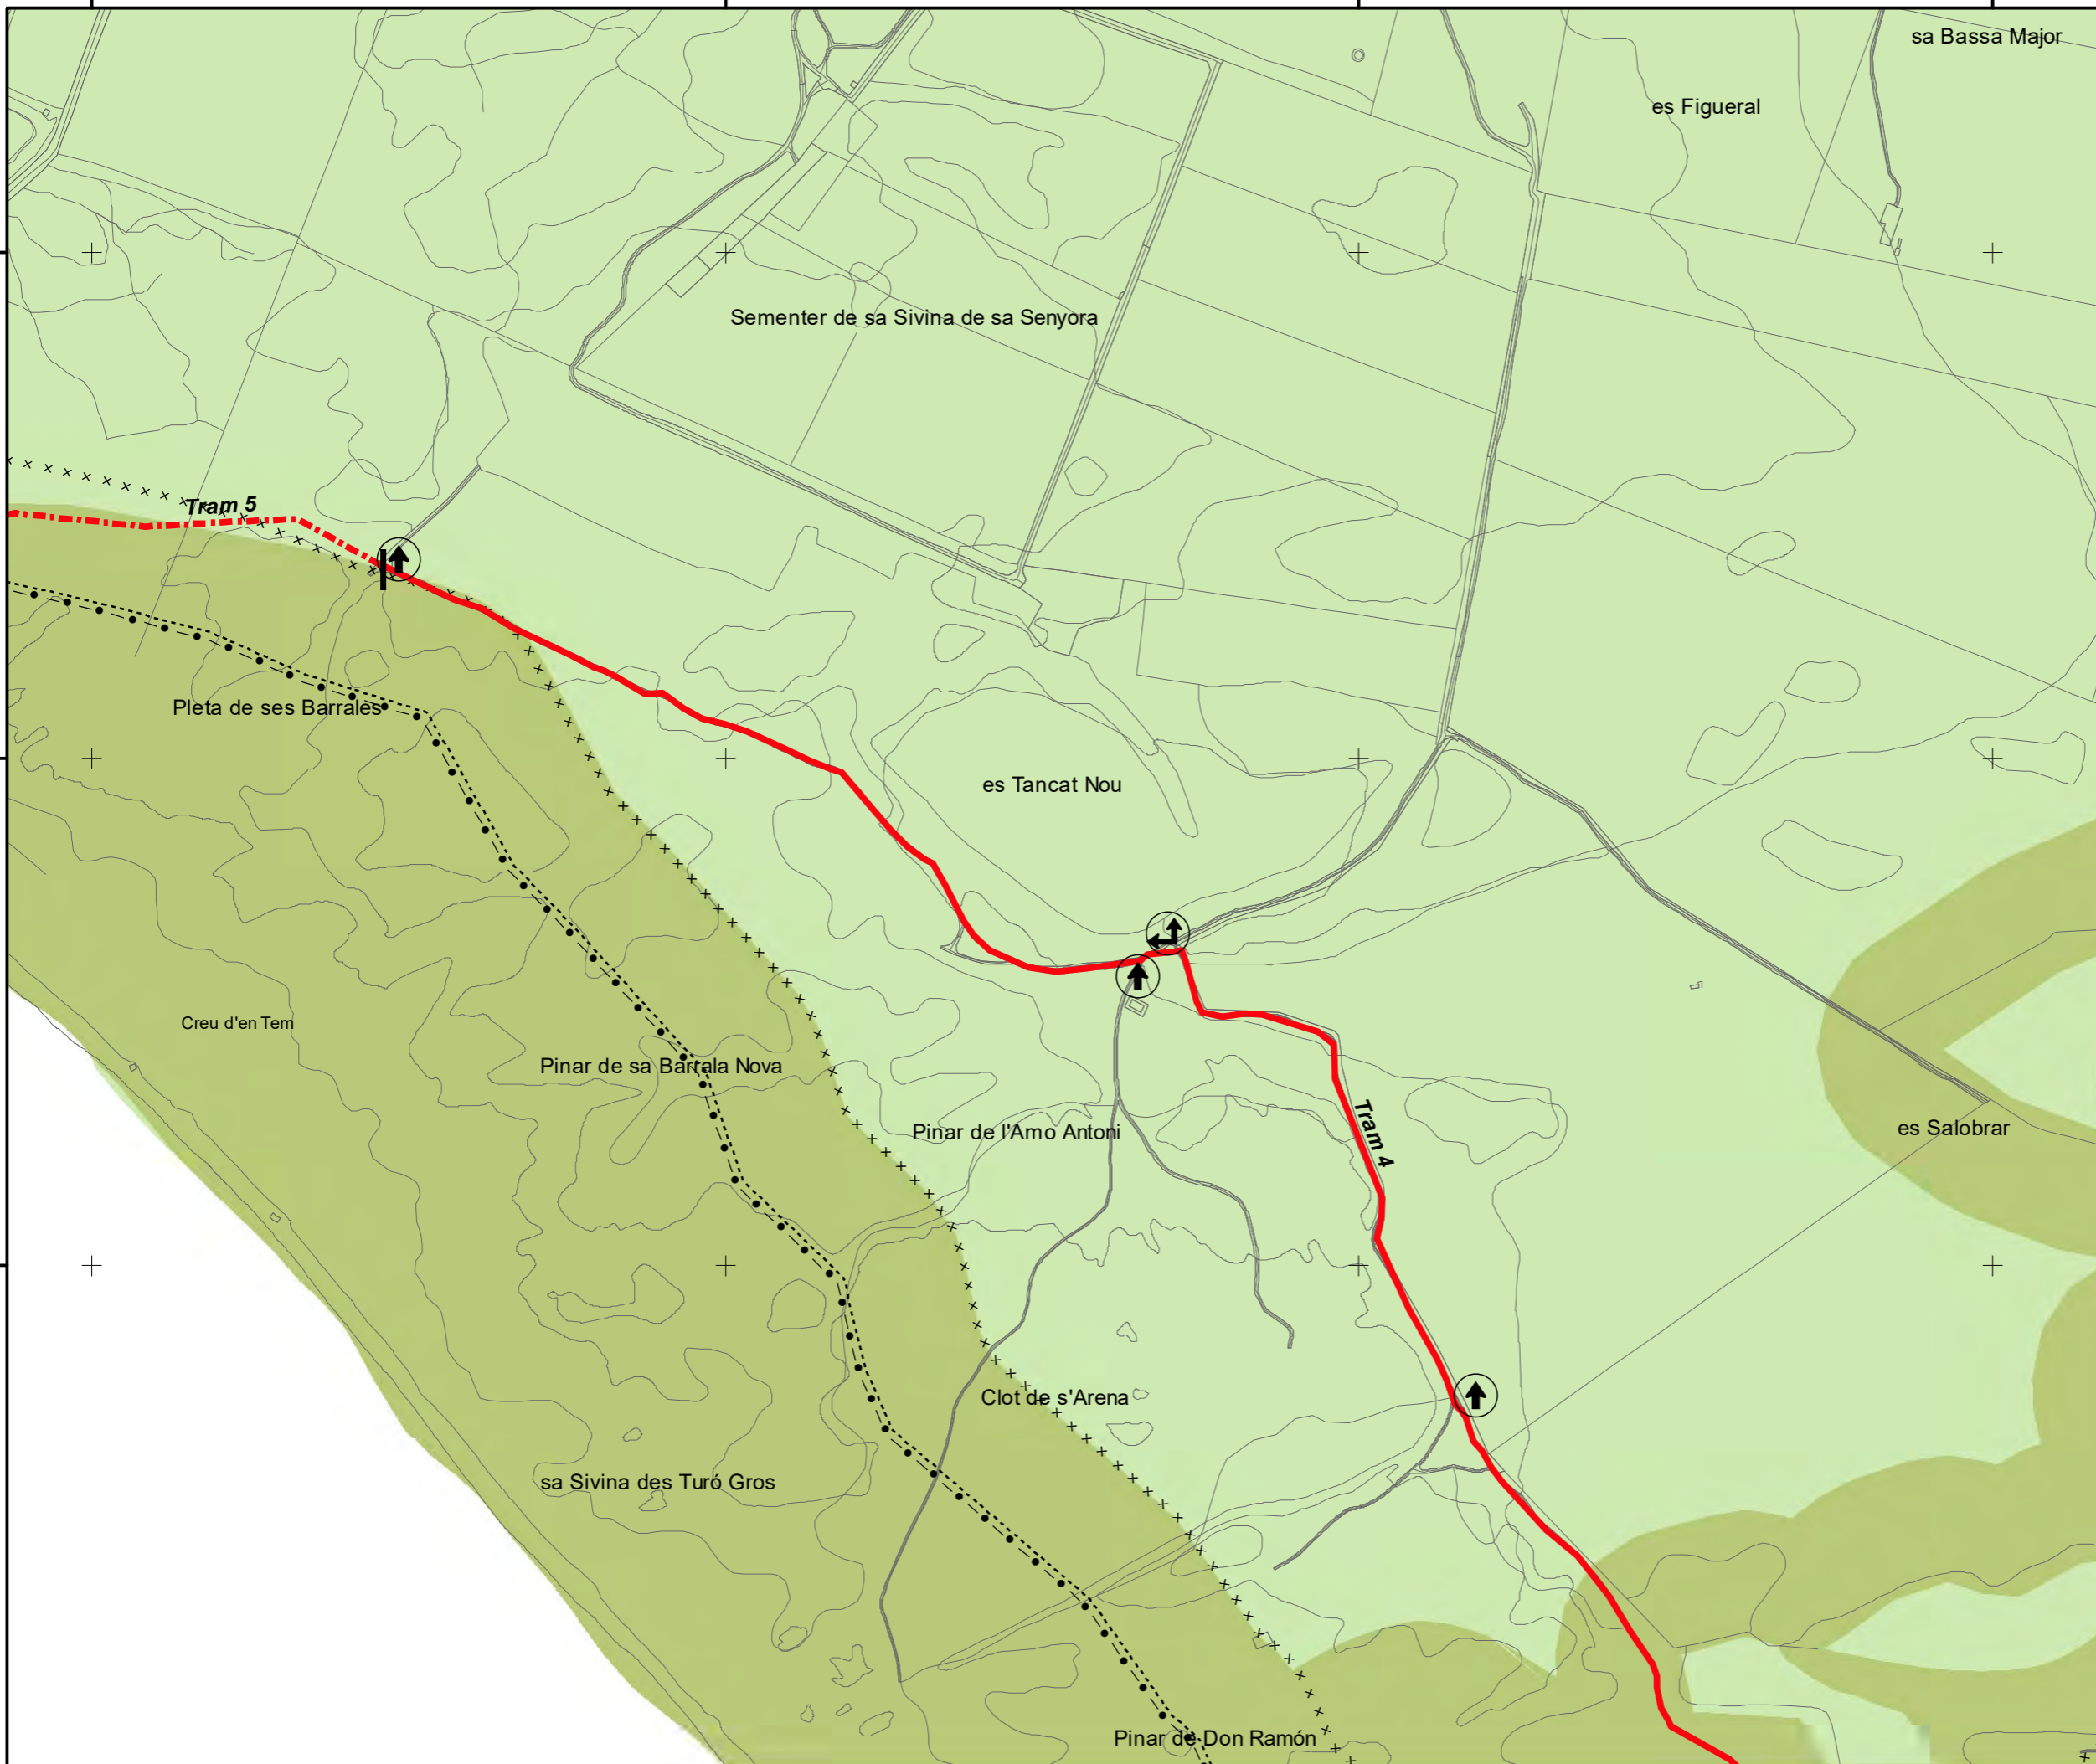 sa Bassa Major
es Figueral
Sementer de sa Sivina de sa Senyora
Tram 5
Pleta de ses Barrales
es Tancat Nou
Creu d'en Tem
Pinar de sa Barrala Nova
Pinar de l'Amo Antoni
Tram 4
es Salobrar
Clot de s'Arena
sa Sivina des Turó Gros
Pinar de Don Ramón